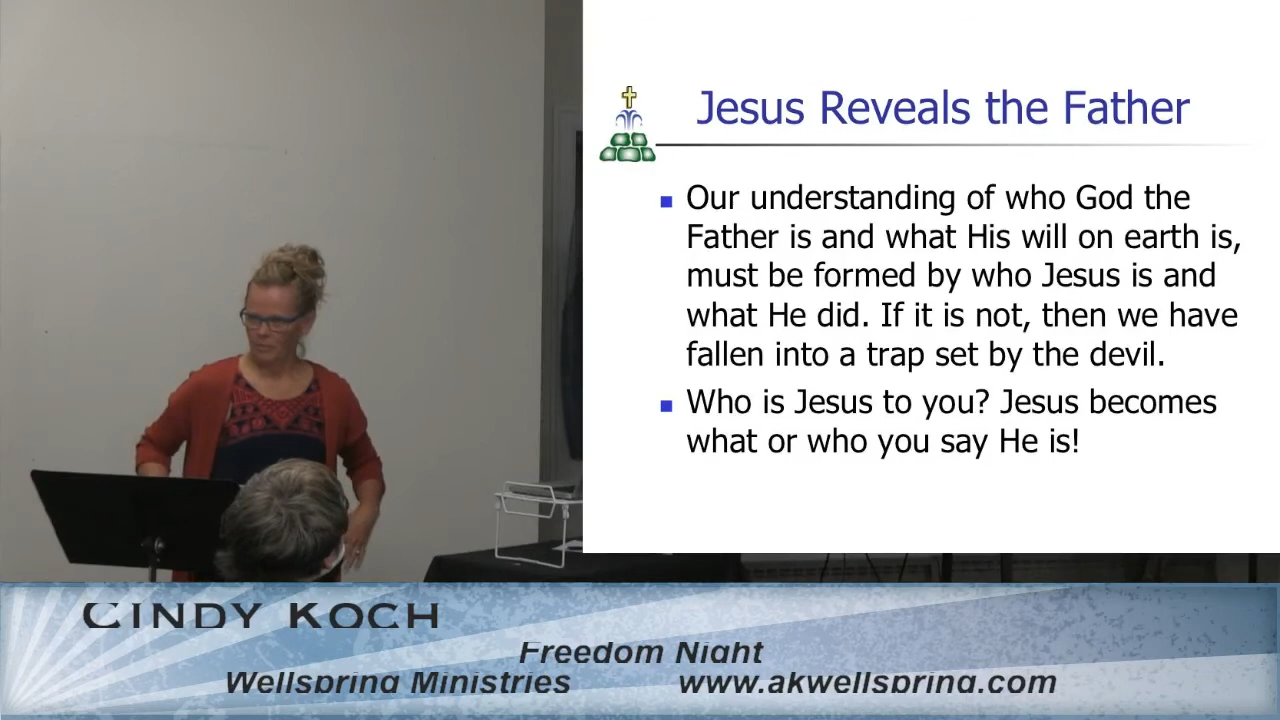 Jesus Reveals the Father
Our understanding of who God the
Father is and what His will on earth is,
must be formed by who Jesus is and
what He did. If it is not, then we have
fallen into a trap set by the devil.
Who is Jesus to you? Jesus becomes
what or who you say He is!
CINDY KOCH
Freedom Night
Wellspring Ministries www.akwellspring.com